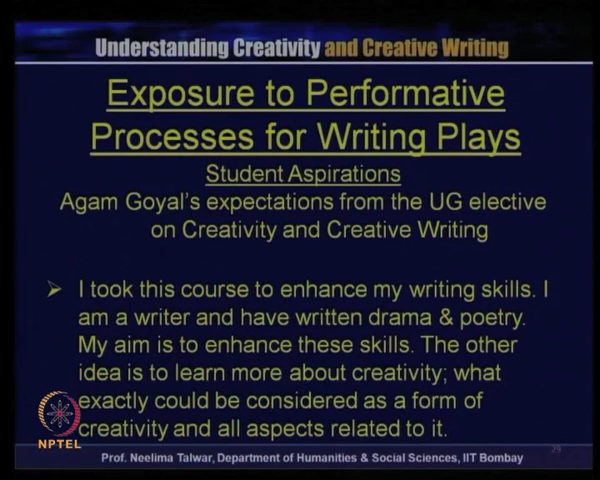 Understanding Creativity and Creative Writing
Exposure to Performative
Processes for Writing Plays
Student Aspirations
Agam Goyal's expectations from the UG elective
on Creativity and Creative Writing
I took this course to enhance my writing skills. I
am a writer and have written drama & poetry.
My aim is to enhance these skills. The other
idea is to learn more about creativity; what
exactly could be considered as a form of
creativity and all aspects related to it.
NPTEL
Prof. Neelima Talwar, Department of Humanities & Social Sciences, IIT Bombay
29